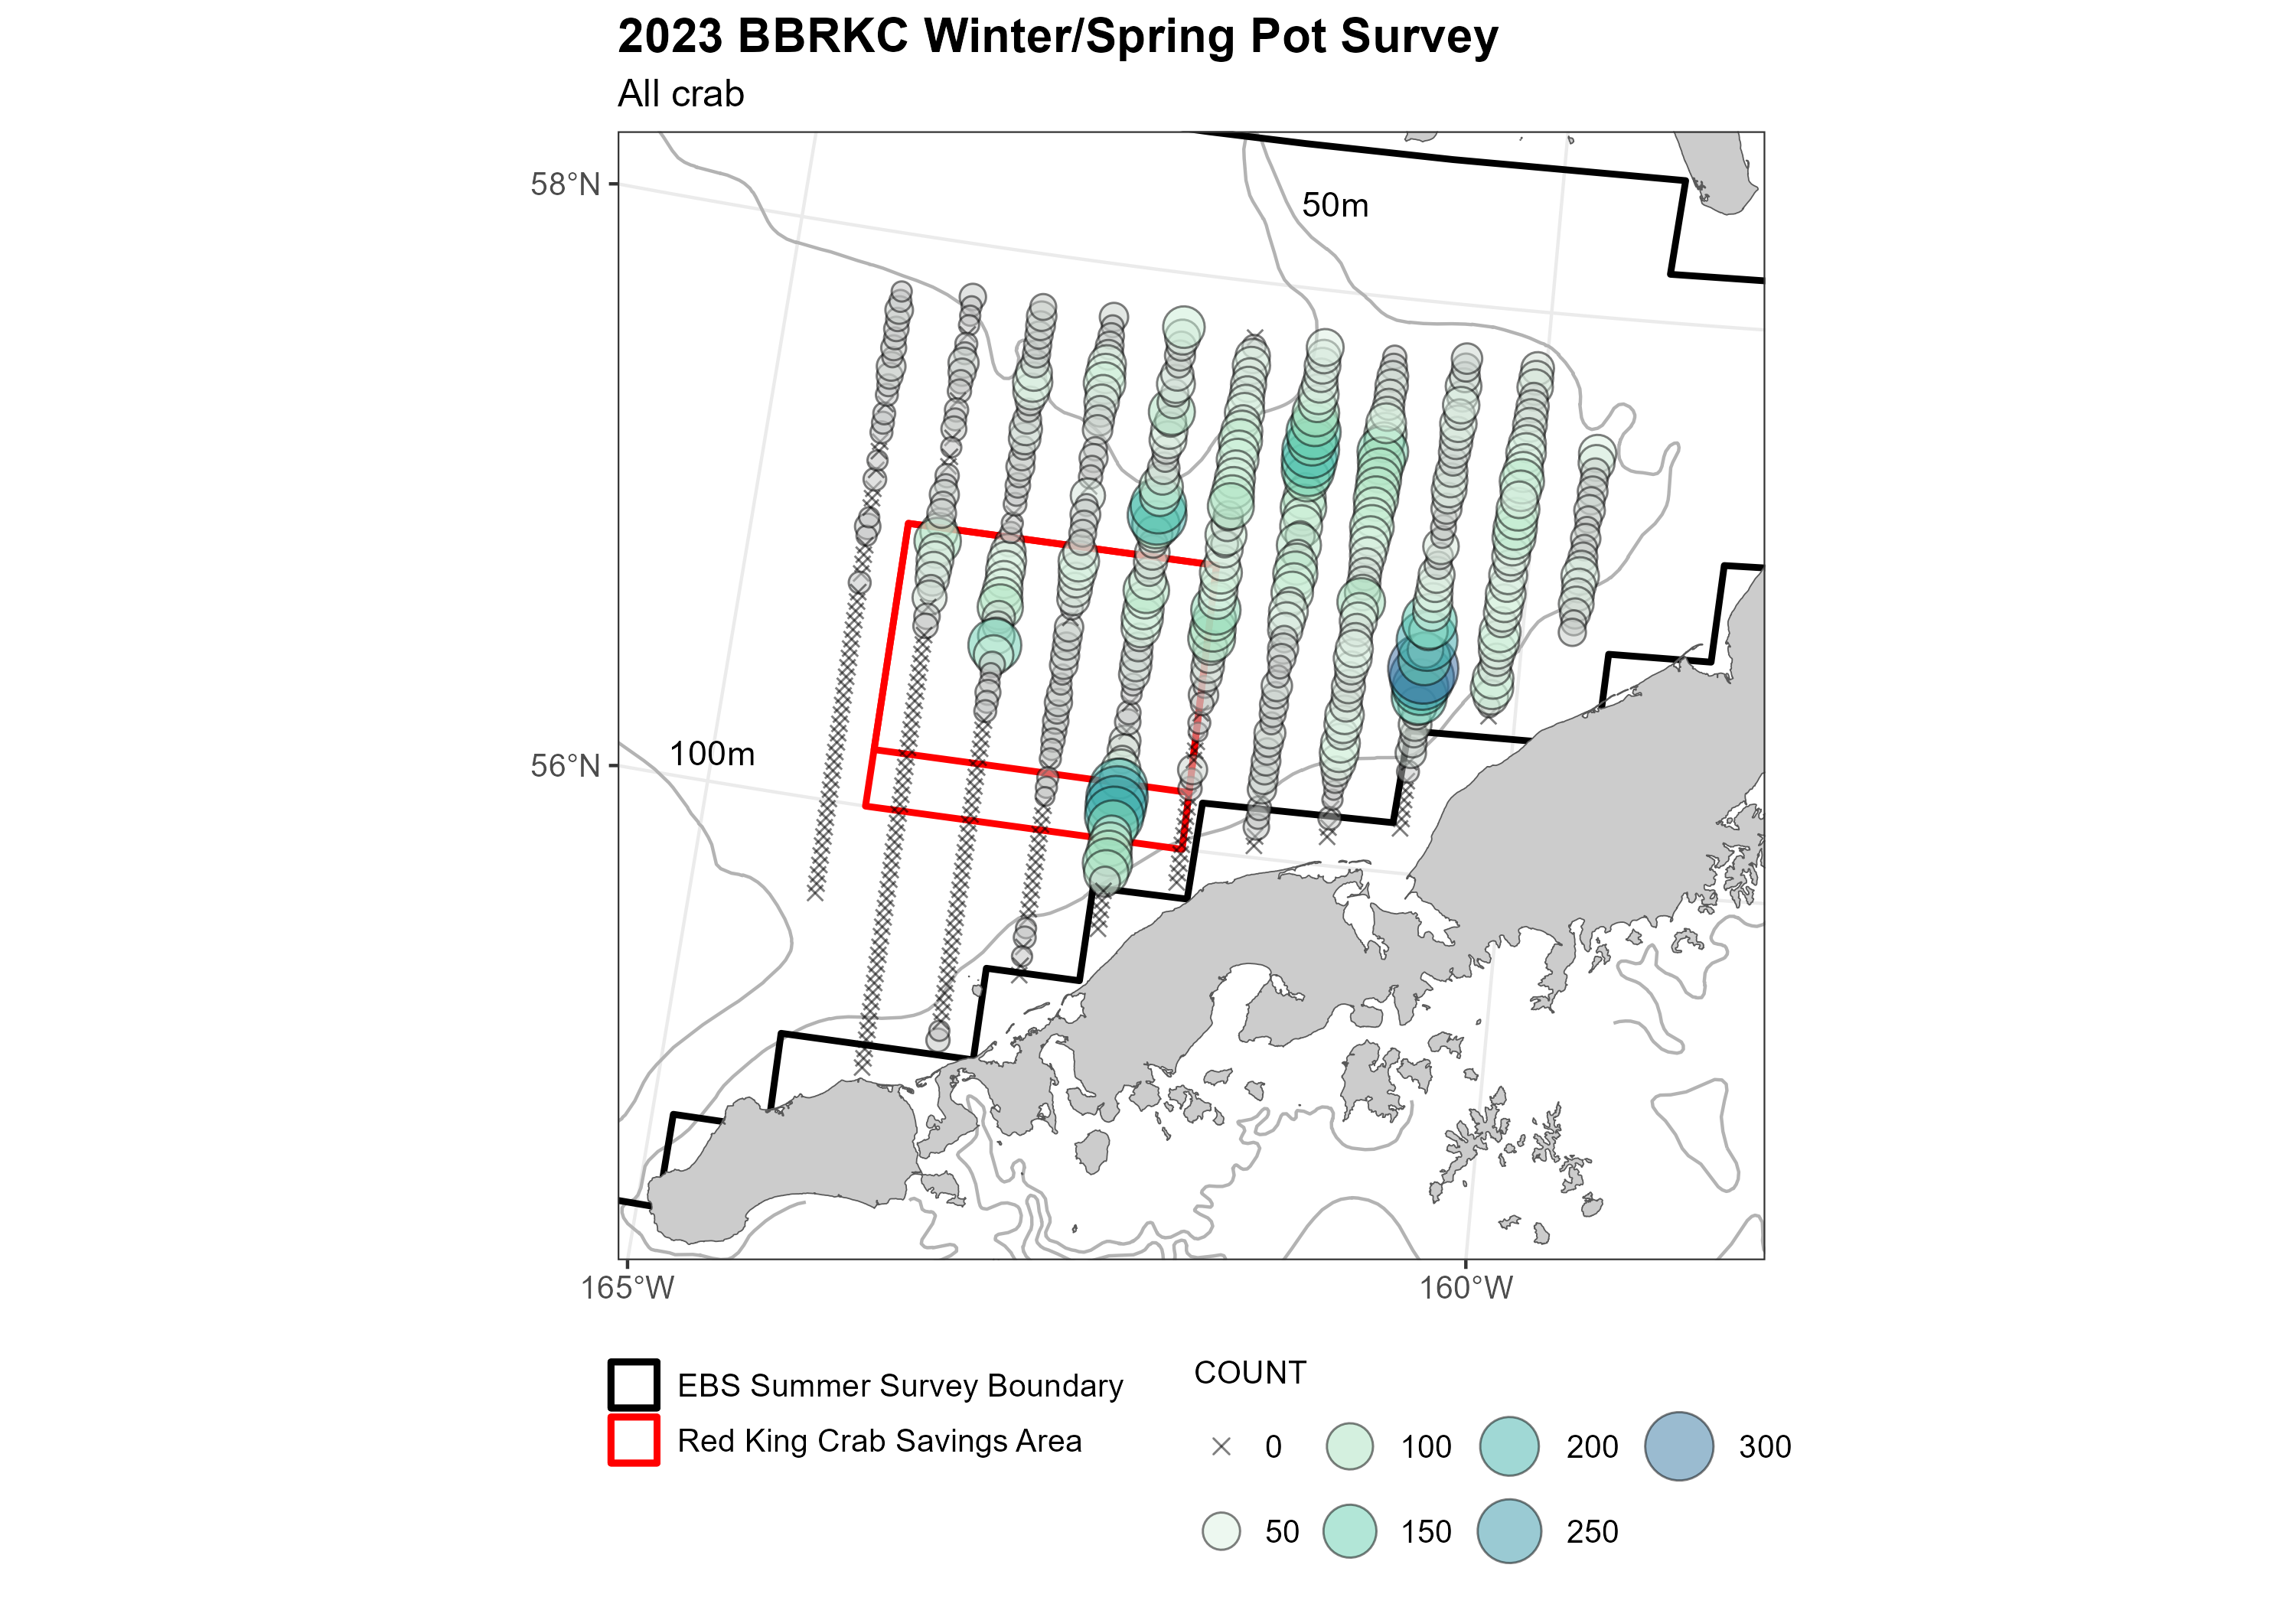 2023 BBRKC Winter/Spring Pot Survey
All crab
58°N
50m
56°N
100m
165°W
160°W
EBS Summer Survey Boundary
Red King Crab Savings Area
COUNT
0
100
200
300
50
150
250